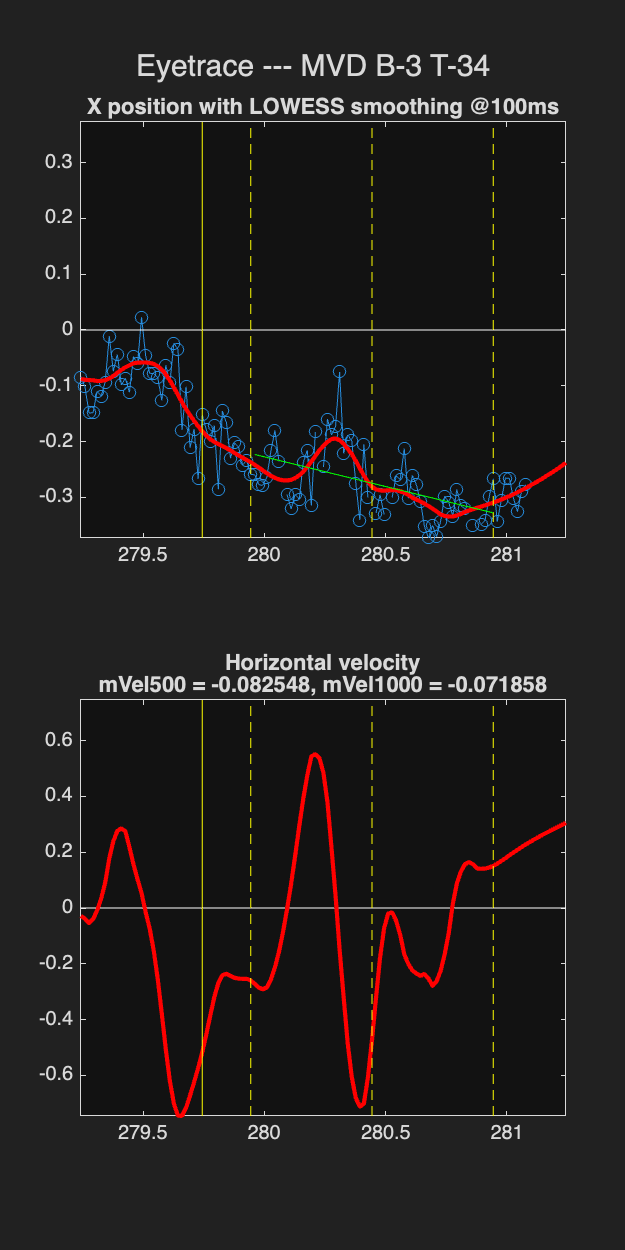 Eyetrace --- MVD B-3 T-34
X position with LOWESS smoothing @100ms
0.3
0.2
0.1
0
-0.1
-0.2
-0.3
279.5 280 280.5 281
Horizontal velocity
mVel500 = -0.082548, mVel1000 = -0.071858
0.6
0.4
0.2
0
-0.2
-0.4
-0.6
279.5 280 280.5 281